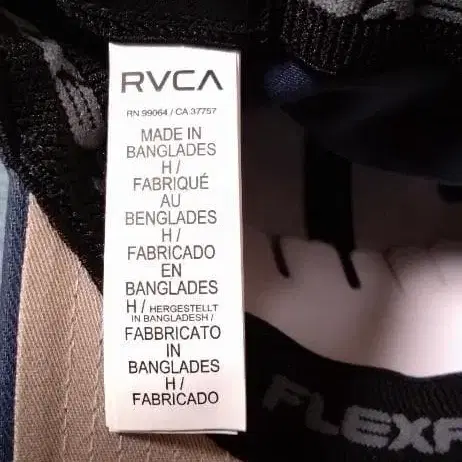 RVCA
RN 99064 / CA 37757
MADE IN
BANGLADES
H /
FABRIQUÉ
AU
BENGLADES
H /
FABRICADO
EN
BANGLADES
H / HERGESTELLT
IN BANGLADESH /
FABBRICATO
IN
BANGLADES
H /
FABRICADO